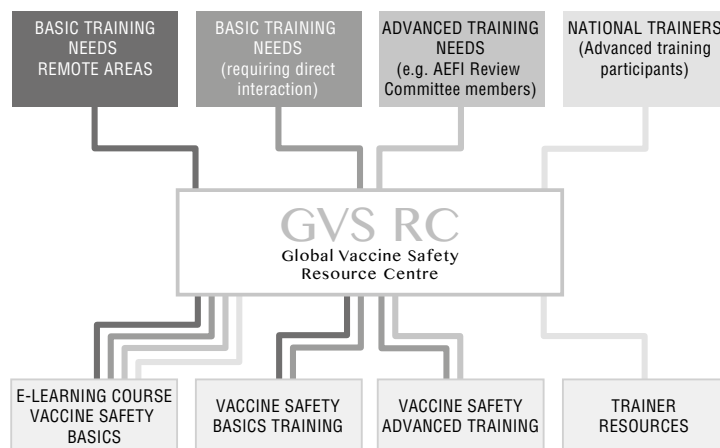 BASIC TRAINING
NEEDS
REMOTE AREAS
BASIC TRAINING
NEEDS
(requiring direct
interaction)
ADVANCED TRAINING
NEEDS
(e.g. AEFI Review
Committee members)
NATIONAL TRAINERS
(Advanced training
participants)
GVS RC
Global Vaccine Safety
Resource Centre
E-LEARNING COURSE
VACCINE SAFETY
BASICS
VACCINE SAFETY
BASICS TRAINING
VACCINE SAFETY
ADVANCED TRAINING
TRAINER
RESOURCES